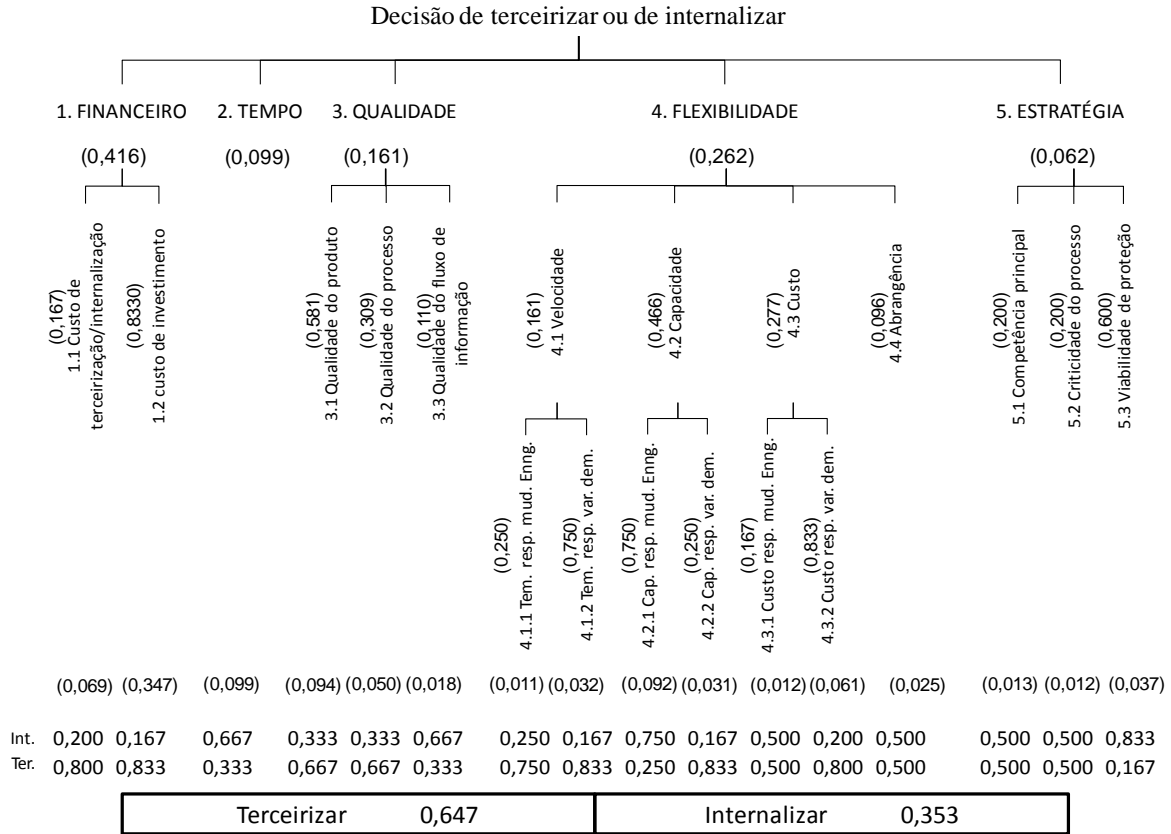 Decisão de terceirizar ou de internalizar
1. FINANCEIRO 2. TEMPO 3. QUALIDADE 4. FLEXIBILIDADE 5. ESTRATÉGIA
(0,416) (0,099) (0,161) (0,262) (0,062)
(0,167)
1.1 Custo de
terceirização/internalização
(0,8330)
1.2 custo de investimento
(0,581)
3.1 Qualidade do produto
(0,309)
3.2 Qualidade do processo
(0,110)
3.3 Qualidade do fluxo de
informação
(0,161)
4.1 Velocidade
(0,466)
4.2 Capacidade
(0,277)
4.3 Custo
(0,096)
4.4 Abrangência
(0,200)
5.1 Competência principal
(0,200)
5.2 Criticidade do processo
(0,600)
5.3 Viabilidade de proteção
(0,250)
4.1.1 Tem. resp. mud. Enng.
(0,750)
4.1.2 Tem. resp. var. dem.
(0,750)
4.2.1 Cap. resp. mud. Enng.
(0,250)
4.2.2 Cap. resp. var. dem.
(0,167)
4.3.1 Custo resp. mud. Enng.
(0,833)
4.3.2 Custo resp. var. dem.
(0,069) (0,347) (0,099) (0,094) (0,050) (0,018) (0,011) (0,032) (0,092) (0,031) (0,012) (0,061) (0,025) (0,013) (0,012) (0,037)
Int. 0,200 0,167 0,667 0,333 0,333 0,667 0,250 0,167 0,750 0,167 0,500 0,200 0,500 0,500 0,500 0,833
Ter. 0,800 0,833 0,333 0,667 0,667 0,333 0,750 0,833 0,250 0,833 0,500 0,800 0,500 0,500 0,500 0,167
Terceirizar 0,647 Internalizar 0,353